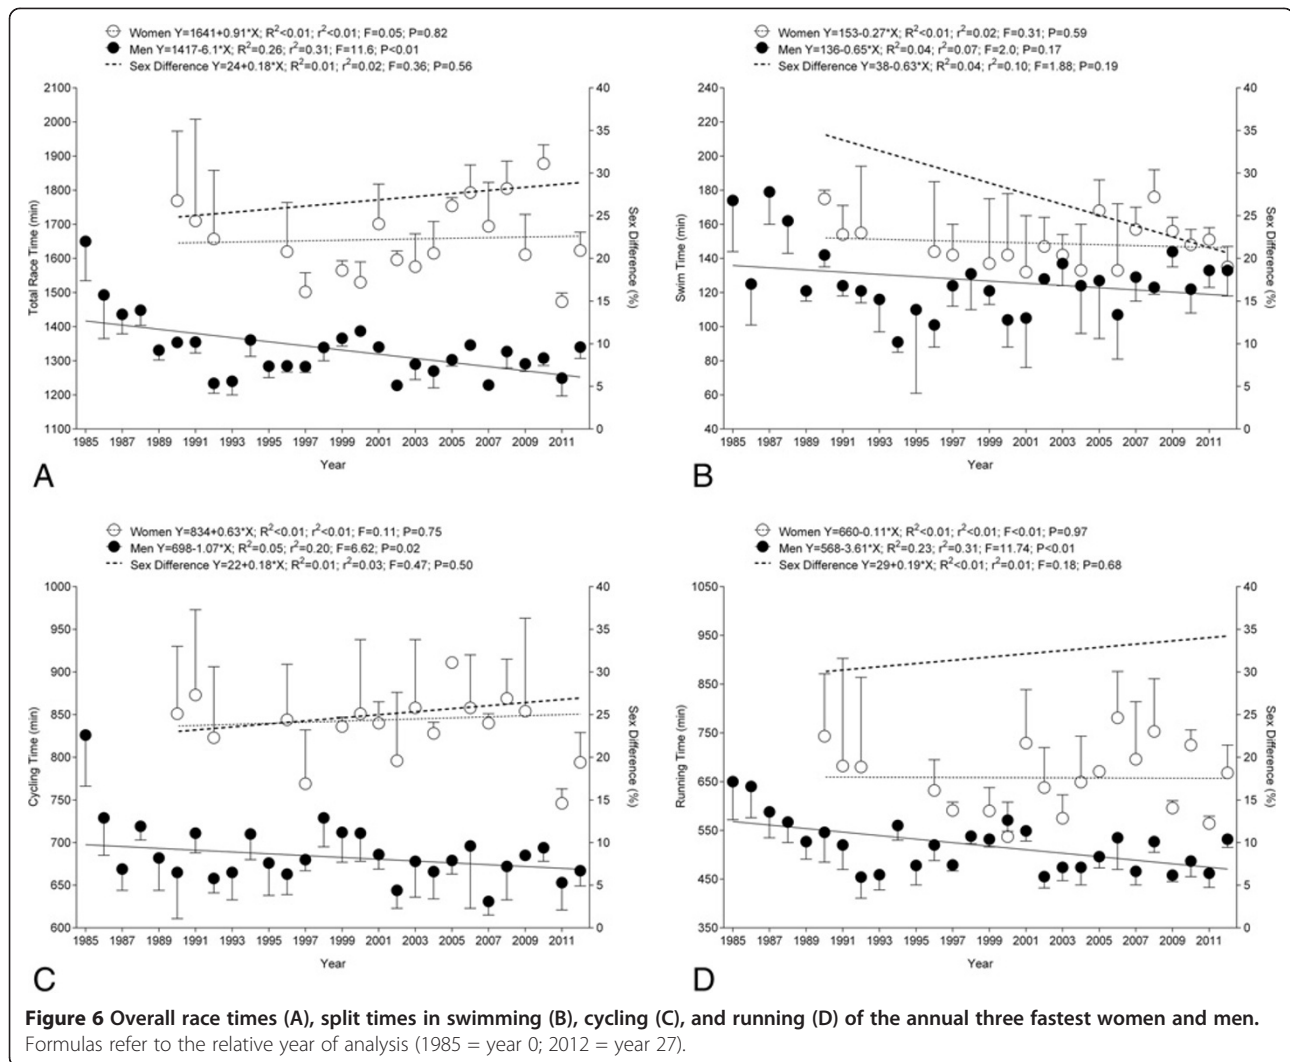 Women Y=1641+0.91*X; R²<0.01; r²<0.01; F=0.05; P=0.82
Men Y=1417-6.1*X; R²=0.26; r²=0.31; F=11.6; P<0.01
Sex Difference Y=24+0.18*X; R²=0.01; r²=0.02; F=0.36; P=0.56
2100 40
2000 35
1900 30
1800 25
1700 20
1600 15
1500 10
1400 5
1300 0
1200
1100
Total Race Time (min)
Sex Difference (%)
1985 1987 1989 1991 1993 1995 1997 1999 2001 2003 2005 2007 2009 2011
Year
A
Women Y=153-0.27*X; R²<0.01; r²=0.02; F=0.31; P=0.59
Men Y=136-0.65*X; R²=0.04; r²=0.07; F=2.0; P=0.17
Sex Difference Y=38-0.63*X; R²=0.04; r²=0.10; F=1.88; P=0.19
240 40
220 35
200 30
180 25
160 20
140 15
120 10
100 5
80 0
60
40
Swim Time (min)
Sex Difference (%)
1985 1987 1989 1991 1993 1995 1997 1999 2001 2003 2005 2007 2009 2011
Year
B
Women Y=834+0.63*X; R²<0.01; r²<0.01; F=0.11; P=0.75
Men Y=698-1.07*X; R²=0.05; r²=0.20; F=6.62; P=0.02
Sex Difference Y=22+0.18*X; R²=0.01; r²=0.03; F=0.47; P=0.50
1000 40
950 35
900 30
850 25
800 20
750 15
700 10
650 5
600 0
Cycling Time (min)
Sex Difference (%)
1985 1987 1989 1991 1993 1995 1997 1999 2001 2003 2005 2007 2009 2011
Year
C
Women Y=660-0.11*X; R²<0.01; r²<0.01; F<0.01; P=0.97
Men Y=568-3.61*X; R²=0.23; r²=0.31; F=11.74; P<0.01
Sex Difference Y=29+0.19*X; R²<0.01; r²=0.01; F=0.18; P=0.68
1050 40
950 35
850 30
750 25
650 20
550 15
450 10
350 5
0
Running Time (min)
Sex Difference (%)
1985 1987 1989 1991 1993 1995 1997 1999 2001 2003 2005 2007 2009 2011
Year
D
Figure 6 Overall race times (A), split times in swimming (B), cycling (C), and running (D) of the annual three fastest women and men.
Formulas refer to the relative year of analysis (1985 = year 0; 2012 = year 27).